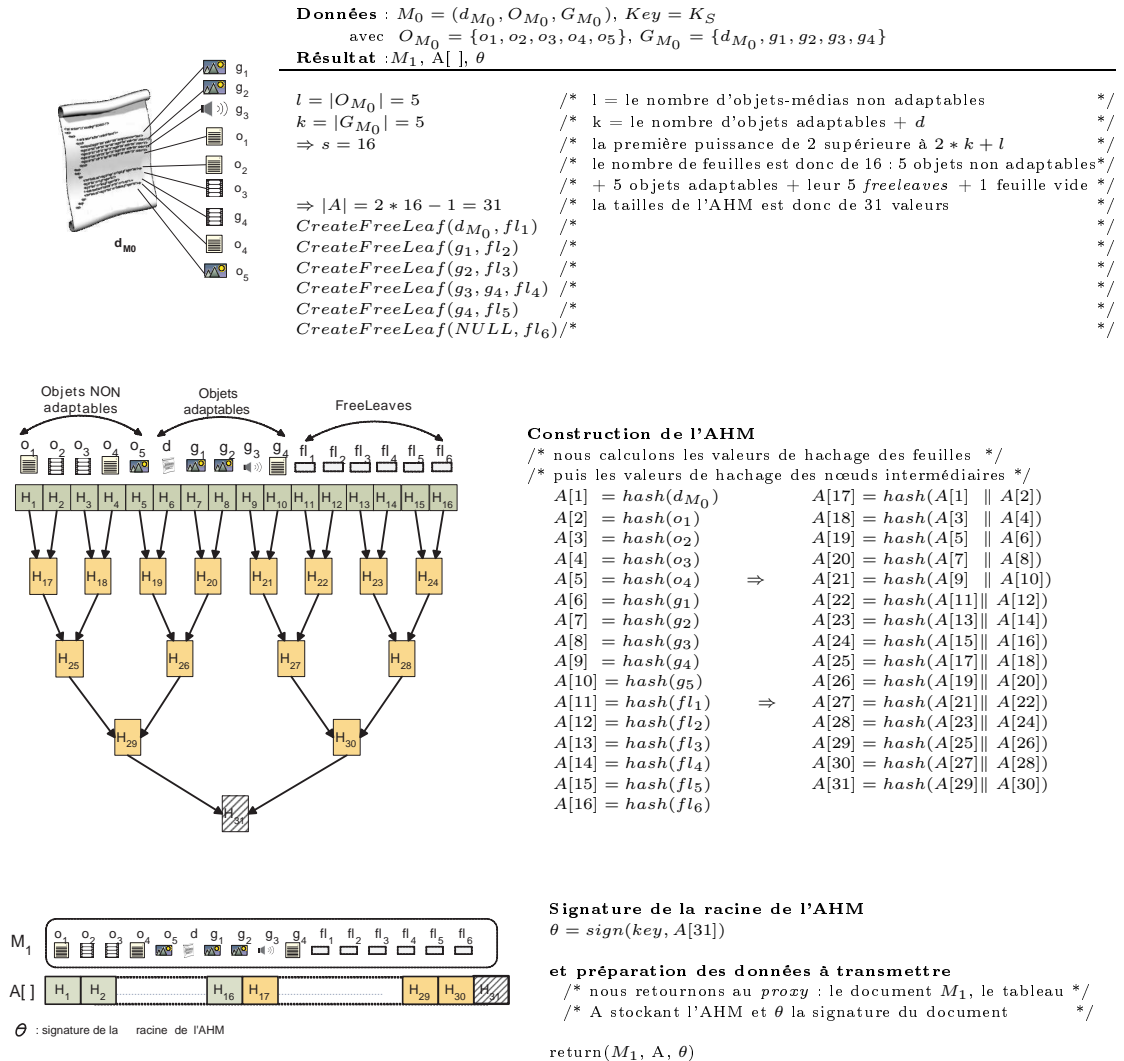 Données : M₀ = (d_M₀, O_M₀, G_M₀), Key = K_S
avec O_M₀ = {o₁, o₂, o₃, o₄, o₅}, G_M₀ = {d_M₀, g₁, g₂, g₃, g₄}
Résultat :M₁, A[ ], θ
g₁
g₂
g₃
o₁
o₂
o₃
g₄
o₄
o₅
d_M0
l = |O_M₀| = 5 /* l = le nombre d'objets-médias non adaptables */
k = |G_M₀| = 5 /* k = le nombre d'objets adaptables + d */
⇒ s = 16 /* la première puissance de 2 supérieure à 2 * k + l */
/* le nombre de feuilles est donc de 16 : 5 objets non adaptables*/
/* + 5 objets adaptables + leur 5 freeleaves + 1 feuille vide */
⇒ |A| = 2 * 16 − 1 = 31 /* la tailles de l'AHM est donc de 31 valeurs */
CreateFreeLeaf(d_M₀, fl₁) /* */
CreateFreeLeaf(g₁, fl₂) /* */
CreateFreeLeaf(g₂, fl₃) /* */
CreateFreeLeaf(g₃, g₄, fl₄) /* */
CreateFreeLeaf(g₄, fl₅) /* */
CreateFreeLeaf(NULL, fl₆)/* */
Objets NON adaptables
Objets adaptables
FreeLeaves
o₁ o₂ o₃ o₄ o₅ d g₁ g₂ g₃ g₄ fl₁ fl₂ fl₃ fl₄ fl₅ fl₆
H₁ H₂ H₃ H₄ H₅ H₆ H₇ H₈ H₉ H₁₀ H₁₁ H₁₂ H₁₃ H₁₄ H₁₅ H₁₆
H₁₇ H₁₈ H₁₉ H₂₀ H₂₁ H₂₂ H₂₃ H₂₄
H₂₅ H₂₆ H₂₇ H₂₈
H₂₉ H₃₀
H₃₁
Construction de l'AHM
/* nous calculons les valeurs de hachage des feuilles */
/* puis les valeurs de hachage des nœuds intermédiaires */
A[1] = hash(d_M₀) A[17] = hash(A[1] ‖ A[2])
A[2] = hash(o₁) A[18] = hash(A[3] ‖ A[4])
A[3] = hash(o₂) A[19] = hash(A[5] ‖ A[6])
A[4] = hash(o₃) A[20] = hash(A[7] ‖ A[8])
A[5] = hash(o₄) ⇒ A[21] = hash(A[9] ‖ A[10])
A[6] = hash(g₁) A[22] = hash(A[11]‖ A[12])
A[7] = hash(g₂) A[23] = hash(A[13]‖ A[14])
A[8] = hash(g₃) A[24] = hash(A[15]‖ A[16])
A[9] = hash(g₄) A[25] = hash(A[17]‖ A[18])
A[10] = hash(g₅) A[26] = hash(A[19]‖ A[20])
A[11] = hash(fl₁) ⇒ A[27] = hash(A[21]‖ A[22])
A[12] = hash(fl₂) A[28] = hash(A[23]‖ A[24])
A[13] = hash(fl₃) A[29] = hash(A[25]‖ A[26])
A[14] = hash(fl₄) A[30] = hash(A[27]‖ A[28])
A[15] = hash(fl₅) A[31] = hash(A[29]‖ A[30])
A[16] = hash(fl₆)
M₁ o₁ o₂ o₃ o₄ o₅ d g₁ g₂ g₃ g₄ fl₁ fl₂ fl₃ fl₄ fl₅ fl₆
A[ ] H₁ H₂ H₁₆ H₁₇ H₂₉ H₃₀ H₃₁
θ : signature de la racine de l'AHM
Signature de la racine de l'AHM
θ = sign(key, A[31])
et préparation des données à transmettre
/* nous retournons au proxy : le document M₁, le tableau */
/* A stockant l'AHM et θ la signature du document */
return(M₁, A, θ)